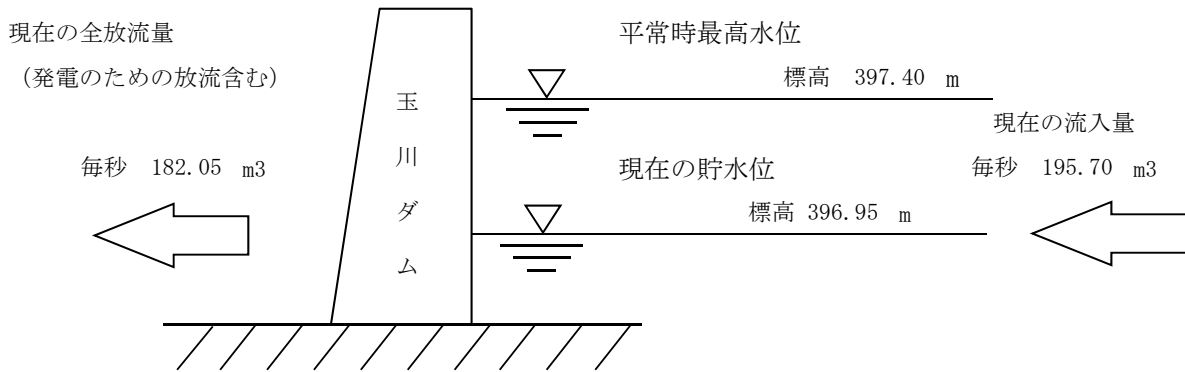 現在の全放流量
（発電のための放流含む）
毎秒 182.05 m3
玉川ダム
平常時最高水位
標高 397.40 m
現在の貯水位
標高 396.95 m
現在の流入量
毎秒 195.70 m3